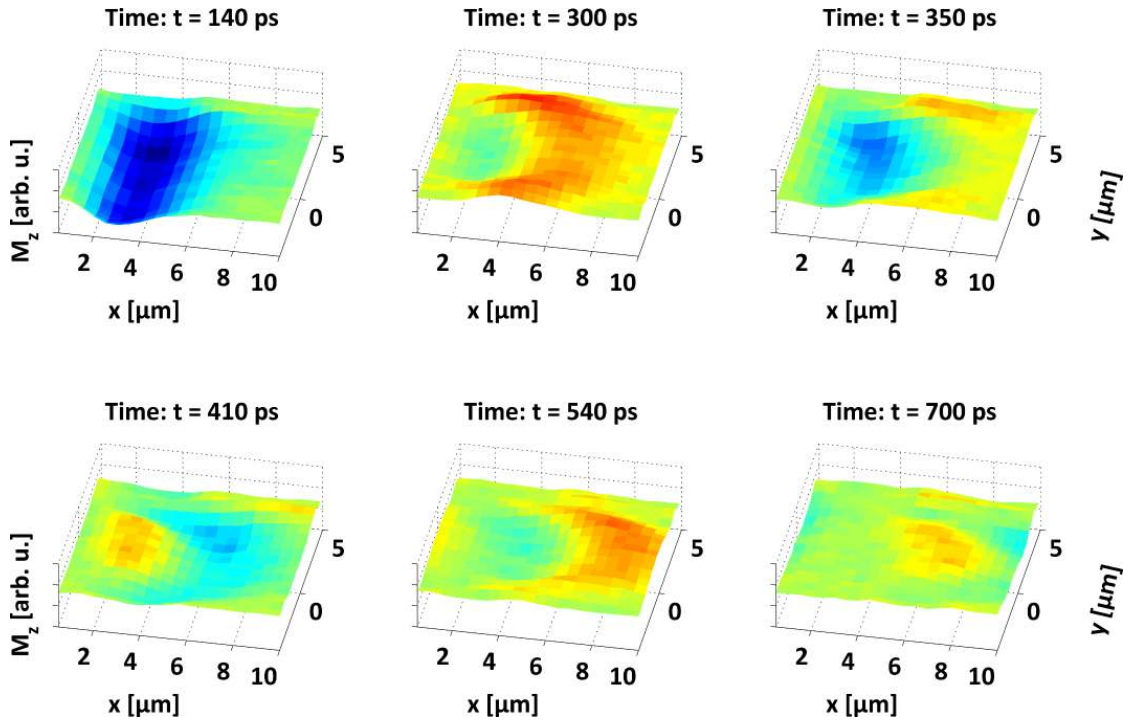 Time: t = 140 ps
Time: t = 300 ps
Time: t = 350 ps
M_z [arb. u.]
5
0
2
4
6
8
10
x [μm]
5
0
2
4
6
8
10
x [μm]
5
0
2
4
6
8
10
x [μm]
y [μm]
Time: t = 410 ps
Time: t = 540 ps
Time: t = 700 ps
M_z [arb. u.]
5
0
2
4
6
8
10
x [μm]
5
0
2
4
6
8
10
x [μm]
5
0
2
4
6
8
10
x [μm]
y [μm]